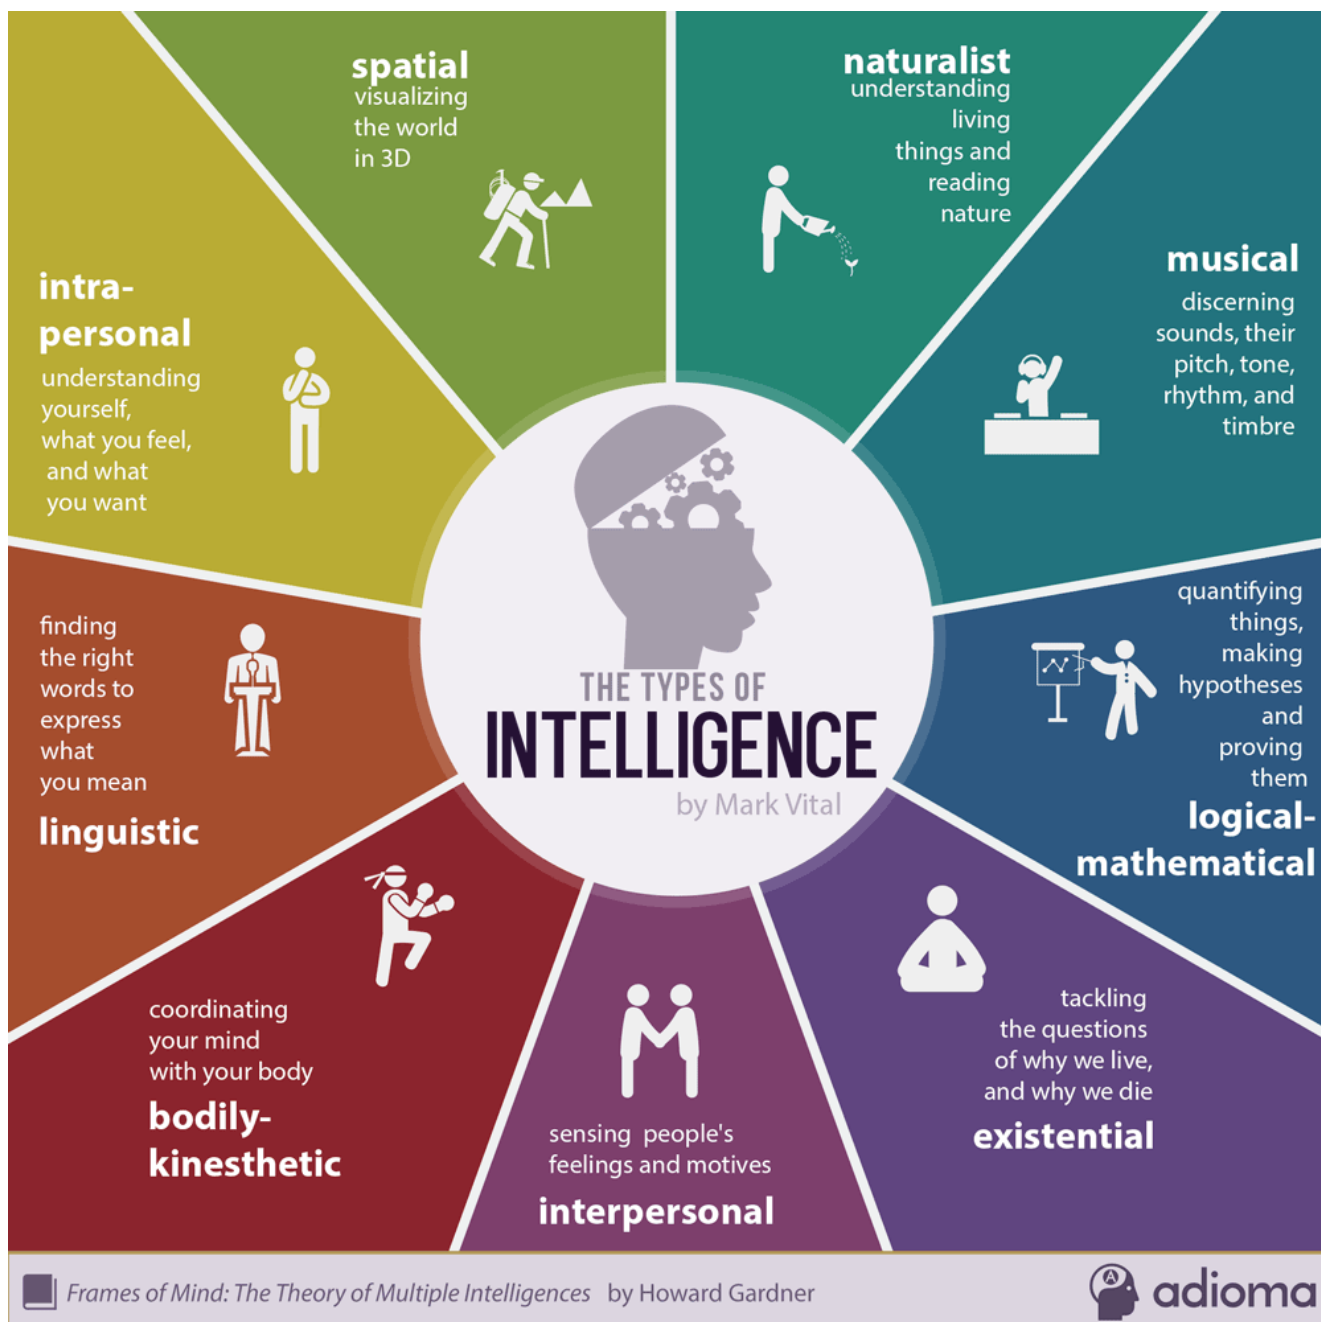 spatial
visualizing
the world
in 3D
naturalist
understanding
living
things and
reading
nature
musical
discerning
sounds, their
pitch, tone,
rhythm, and
timbre
intra-
personal
understanding
yourself,
what you feel,
and what
you want
quantifying
things,
making
hypotheses
and
proving
them
logical-
mathematical
finding
the right
words to
express
what
you mean
linguistic
THE TYPES OF
INTELLIGENCE
by Mark Vital
coordinating
your mind
with your body
bodily-
kinesthetic
sensing people's
feelings and motives
interpersonal
tackling
the questions
of why we live,
and why we die
existential
Frames of Mind: The Theory of Multiple Intelligences by Howard Gardner
A
adioma